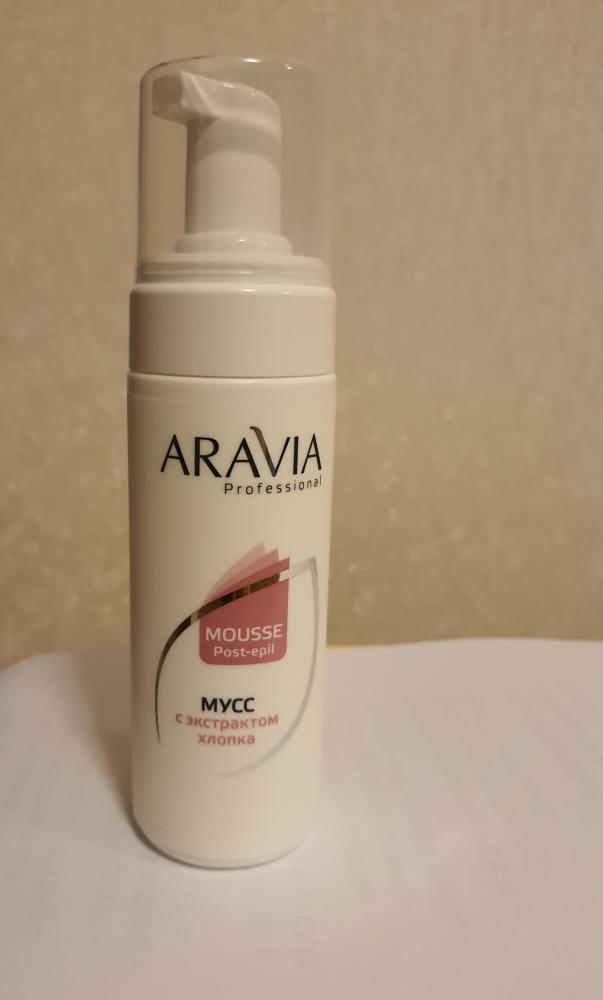 ARAVIA
Professional
MOUSSE
Post-epil
МУСС
с экстрактом
хлопка